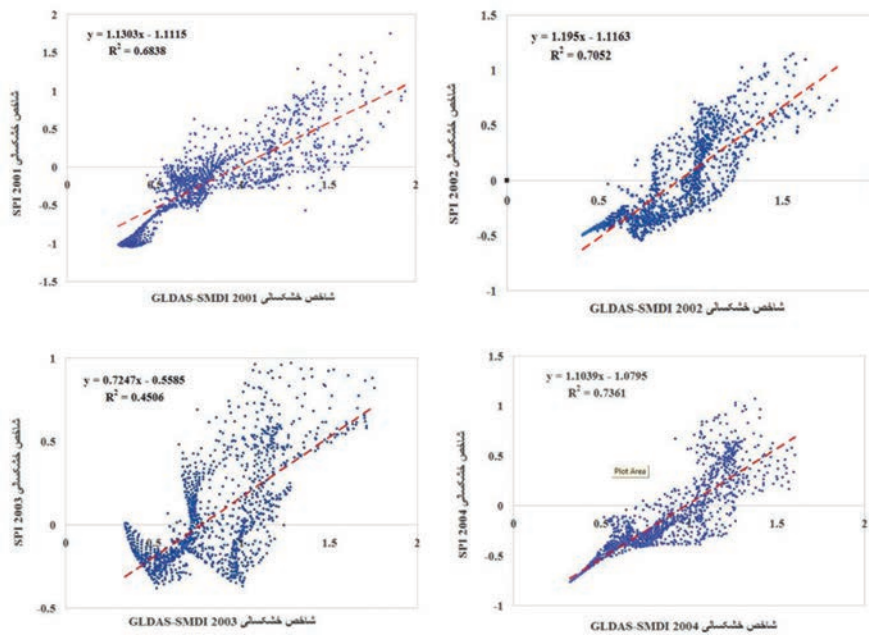 2
y = 1.1303x - 1.1115
R² = 0.6838
1.5
1
0.5
0
-0.5
-1
-1.5
0
0.5
1
1.5
2
شاخص خشکسالی SPI 2001
شاخص خشکسالی GLDAS-SMDI 2001
1.5
y = 1.195x - 1.1163
R² = 0.7052
1
0.5
0
-0.5
-1
0
0.5
1
1.5
شاخص خشکسالی SPI 2002
شاخص خشکسالی GLDAS-SMDI 2002
1
y = 0.7247x - 0.5585
R² = 0.4506
0.5
0
-0.5
0
0.5
1
1.5
2
شاخص خشکسالی SPI 2003
شاخص خشکسالی GLDAS-SMDI 2003
1.5
y = 1.1039x - 1.0795
R² = 0.7361
1
Plot Area
0.5
0
-0.5
-1
0
0.5
1
1.5
2
شاخص خشکسالی SPI 2004
شاخص خشکسالی GLDAS-SMDI 2004